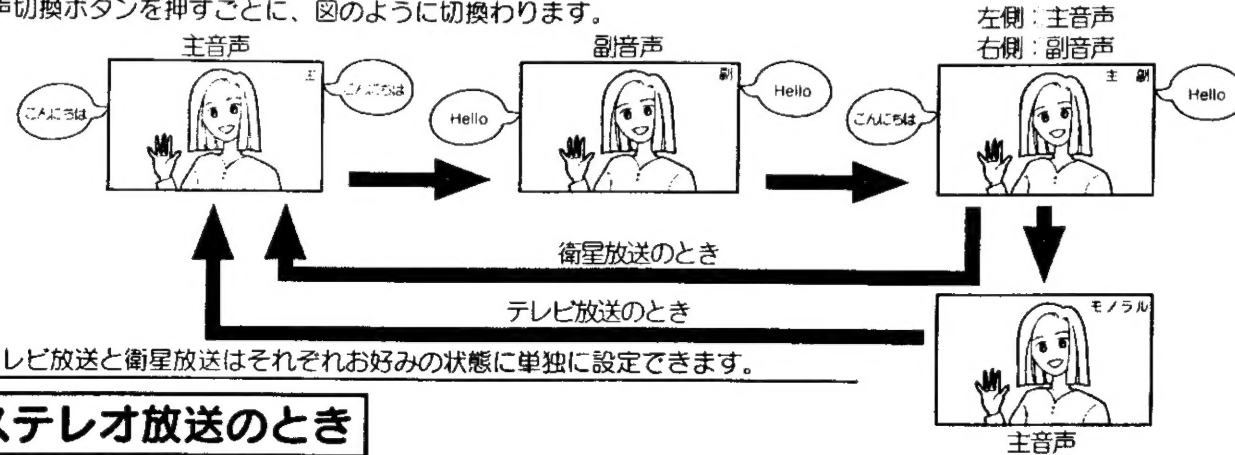 声切換ボタンを押すごとに、図のように切換わります。
左側：主音声
右側：副音声
主音声
副音声
主
副
主 副
こんにちは
こんにちは
Hello
Hello
こんにちは
Hello
衛星放送のとき
テレビ放送のとき
モノラル
レビ放送と衛星放送はそれぞれお好みの状態に単独に設定できます。
ステレオ放送のとき
主音声